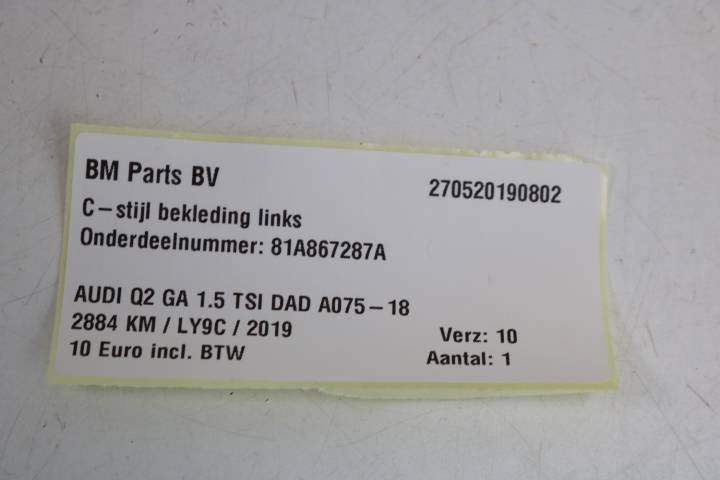 BM Parts BV
270520190802
C-stijl bekleding links
Onderdeelnummer: 81A867287A
AUDI Q2 GA 1.5 TSI DAD A075-18
2884 KM / LY9C / 2019
Verz: 10
10 Euro incl. BTW
Aantal: 1